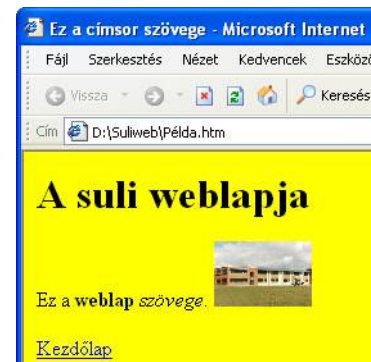 Ez a címsor szövege - Microsoft Internet
Fájl Szerkesztés Nézet Kedvencek Eszközö
Vissza Keresés
Cím D:\Suliweb\Példa.htm
A suli weblapja
Ez a weblap szövege.
Kezdőlap